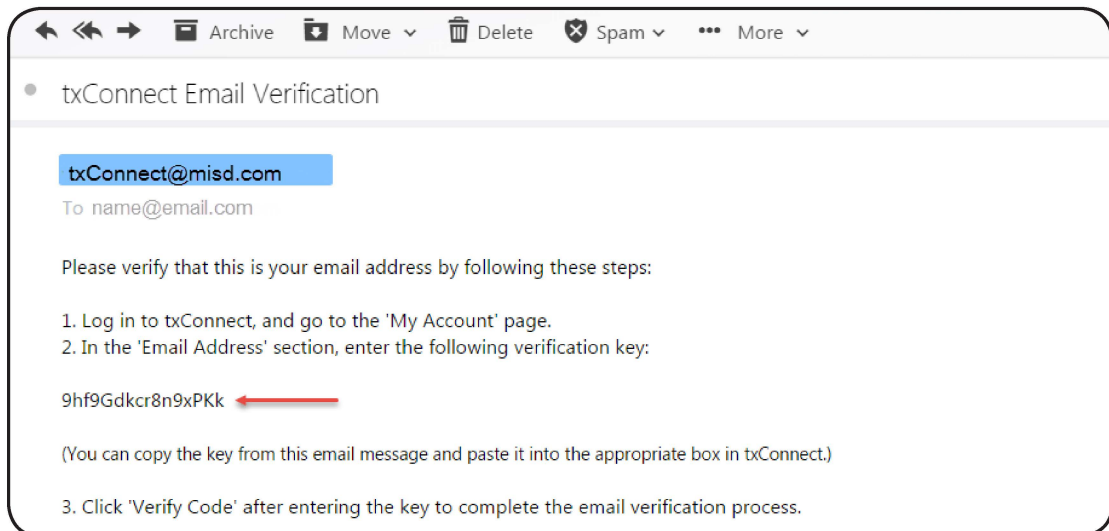 Archive Move Delete Spam More
txConnect Email Verification
txConnect@misd.com
To name@email.com
Please verify that this is your email address by following these steps:
1. Log in to txConnect, and go to the 'My Account' page.
2. In the 'Email Address' section, enter the following verification key:
9hf9Gdkcr8n9xPKk
(You can copy the key from this email message and paste it into the appropriate box in txConnect.)
3. Click 'Verify Code' after entering the key to complete the email verification process.